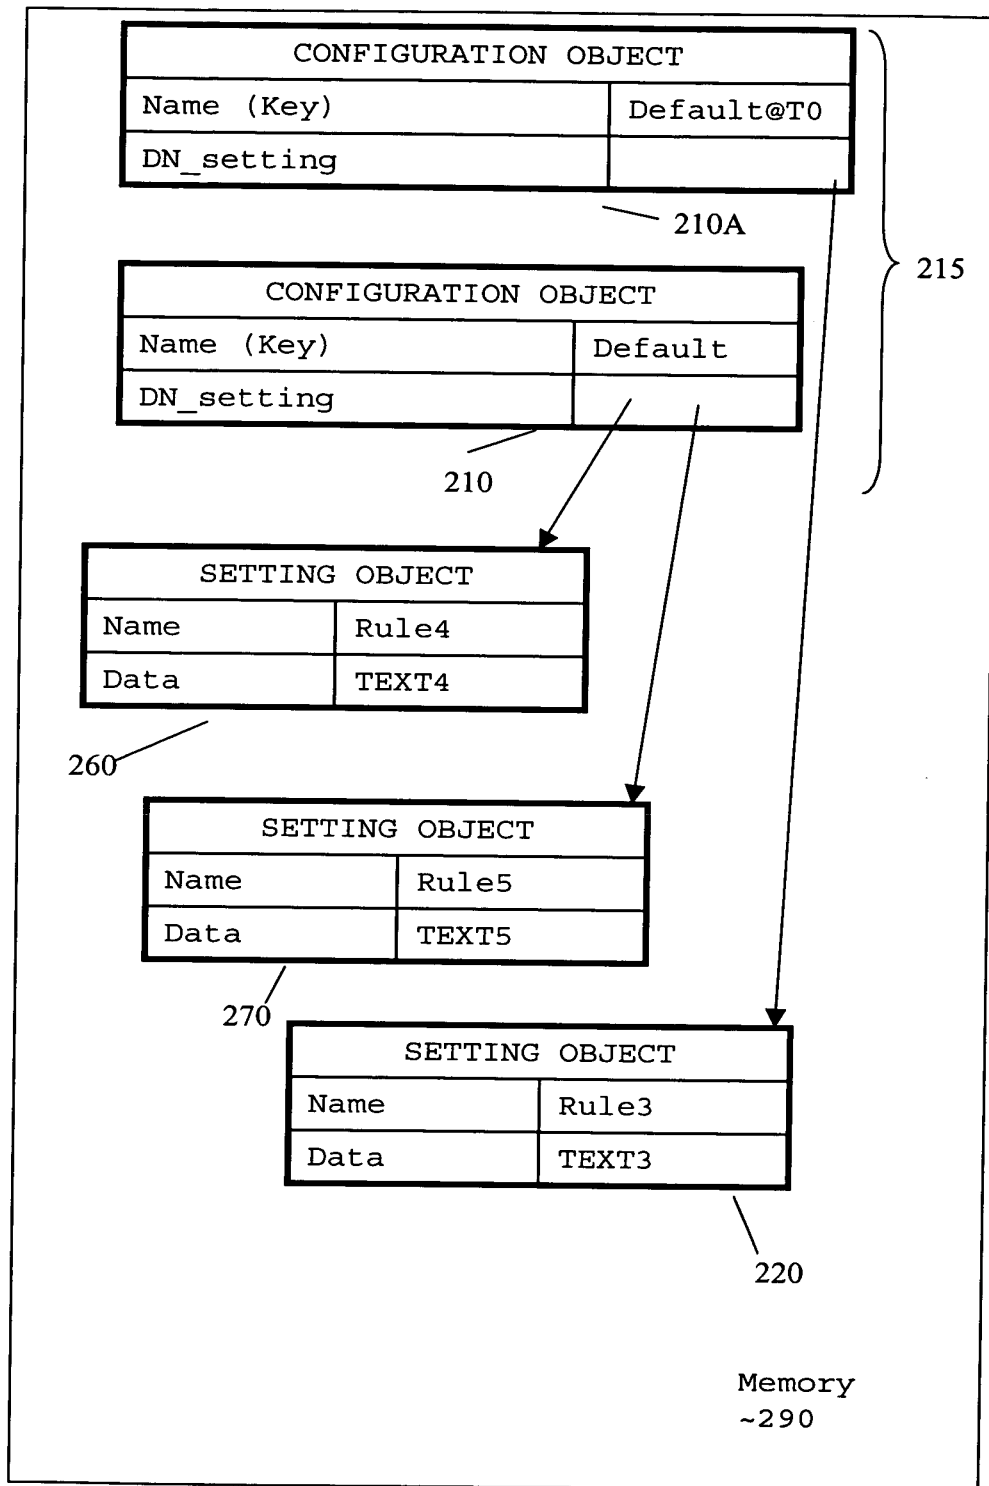 CONFIGURATION OBJECT
Name (Key) Default@T0
DN_setting
210A
215
CONFIGURATION OBJECT
Name (Key) Default
DN_setting
210
SETTING OBJECT
Name Rule4
Data TEXT4
260
SETTING OBJECT
Name Rule5
Data TEXT5
270
SETTING OBJECT
Name Rule3
Data TEXT3
220
Memory
~290